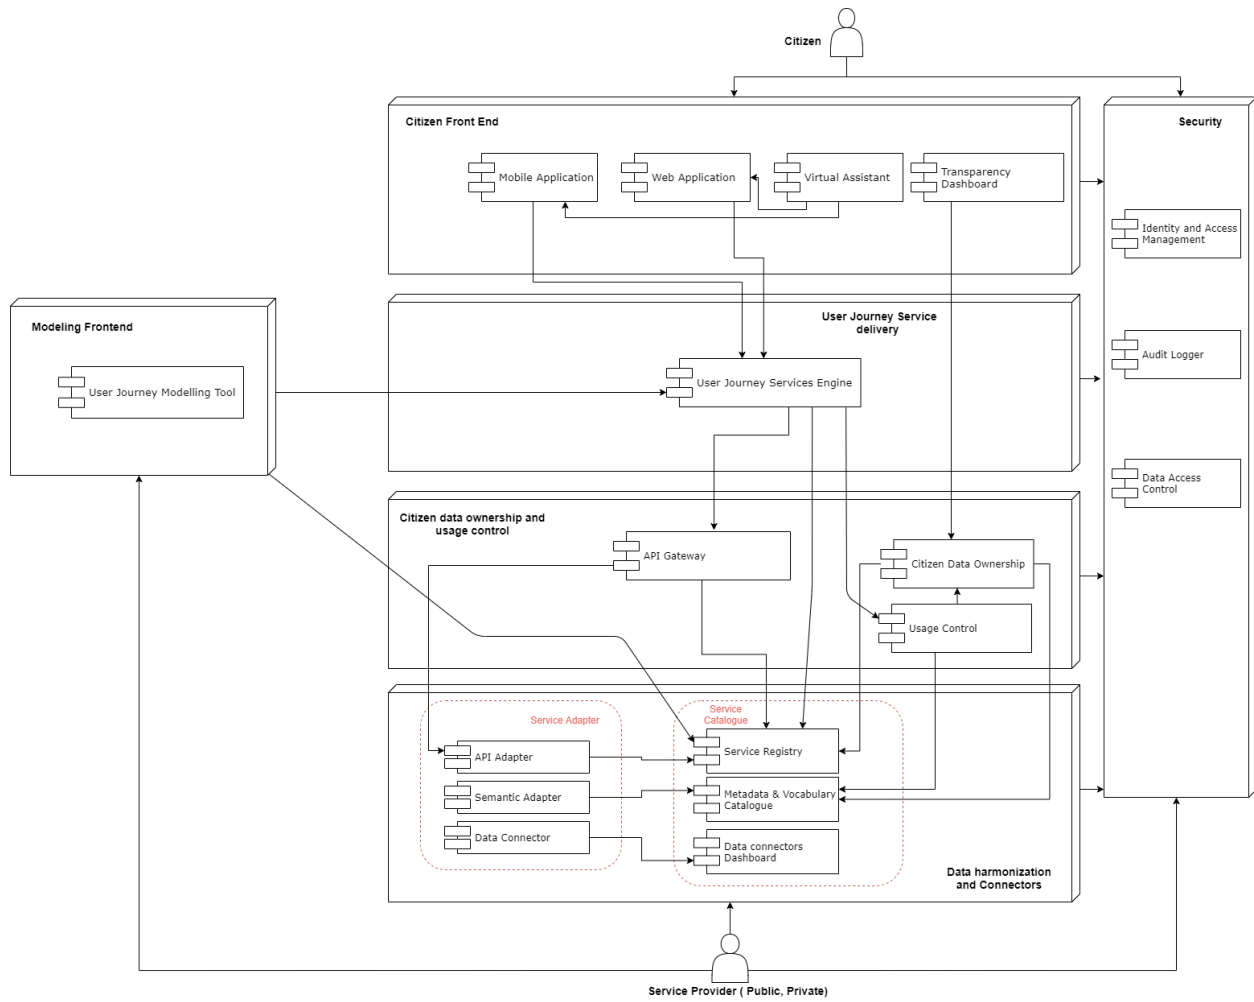 Citizen
Citizen Front End
Security
Mobile Application
Web Application
Virtual Assistant
Transparency
Dashboard
Identity and Access
Management
Modeling Frontend
User Journey Service
delivery
Audit Logger
User Journey Modelling Tool
User Journey Services Engine
Data Access
Control
Citizen data ownership and
usage control
API Gateway
Citizen Data Ownership
Usage Control
Service Adapter
Service
Catalogue
API Adapter
Service Registry
Semantic Adapter
Metadata & Vocabulary
Catalogue
Data Connector
Data connectors
Dashboard
Data harmonization
and Connectors
Service Provider ( Public, Private)